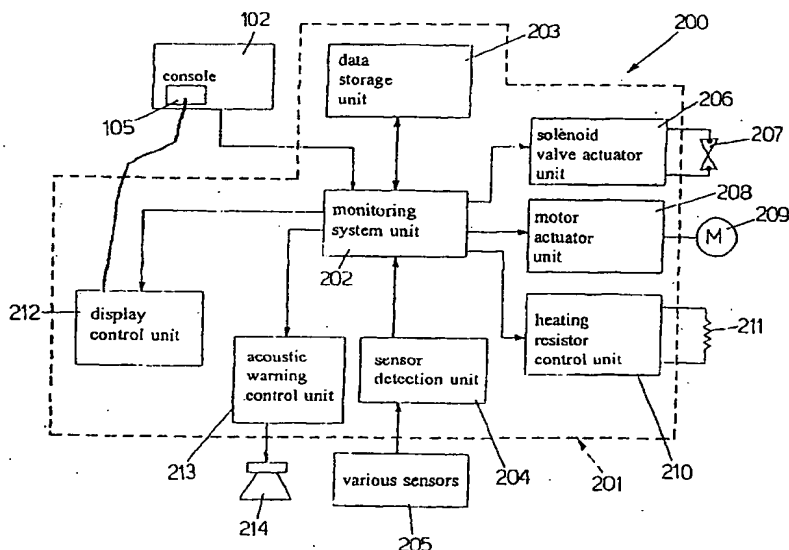 102
203
200
console
105
data
storage
unit
206
solenoid
valve actuator
unit
207
208
monitoring
system unit
202
motor
actuator
unit
M
209
212
display
control unit
acoustic
warning
control unit
sensor
detection unit
heating
resistor
control unit
211
213
204
201
210
214
various sensors
205